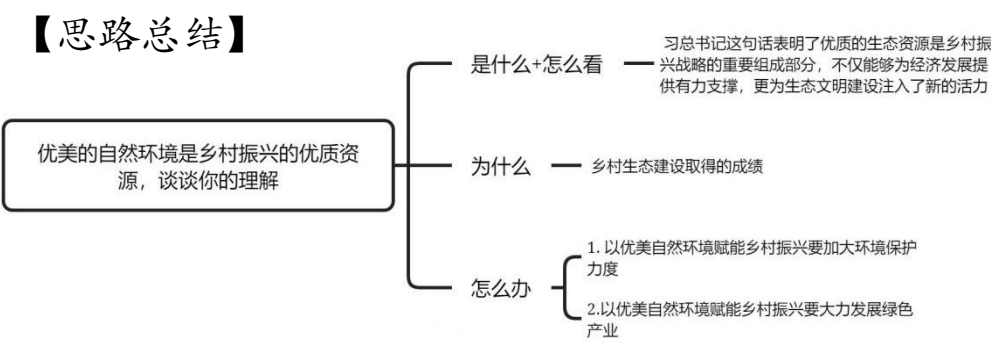 【思路总结】
是什么+怎么看
习总书记这句话表明了优质的生态资源是乡村振
兴战略的重要组成部分，不仅能够为经济发展提
供有力支撑，更为生态文明建设注入了新的活力
优美的自然环境是乡村振兴的优质资
源，谈谈你的理解
为什么
乡村生态建设取得的成绩
怎么办
1. 以优美自然环境赋能乡村振兴要加大环境保护
力度
2.以优美自然环境赋能乡村振兴要大力发展绿色
产业